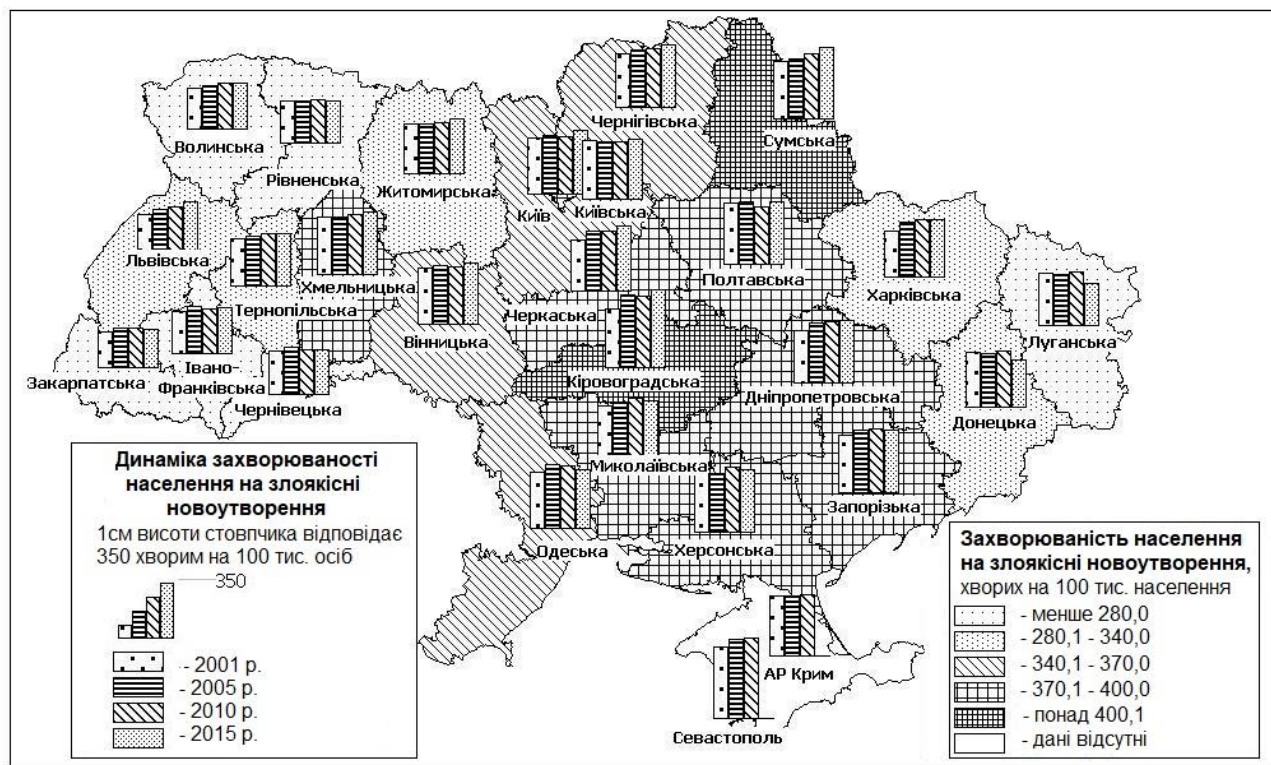 Чернігівська
Сумська
Волинська
Рівненська
Житомирська
Київ
Київська
Львівська
Тернопільська
Хмельницька
Вінницька
Черкаська
Полтавська
Харківська
Луганська
Закарпатська
Івано-
Франківська
Чернівецька
Кіровоградська
Дніпропетровська
Донецька
Миколаївська
Запорізька
Одеська
Херсонська
АР Крим
Севастополь
Динаміка захворюваності
населення на злоякісні
новоутворення
1см висоти стовпчика відповідає
350 хворим на 100 тис. осіб
350
- 2001 р.
- 2005 р.
- 2010 р.
- 2015 р.
Захворюваність населення
на злоякісні новоутворення,
хворих на 100 тис. населення
- менше 280,0
- 280,1 - 340,0
- 340,1 - 370,0
- 370,1 - 400,0
- понад 400,1
- дані відсутні